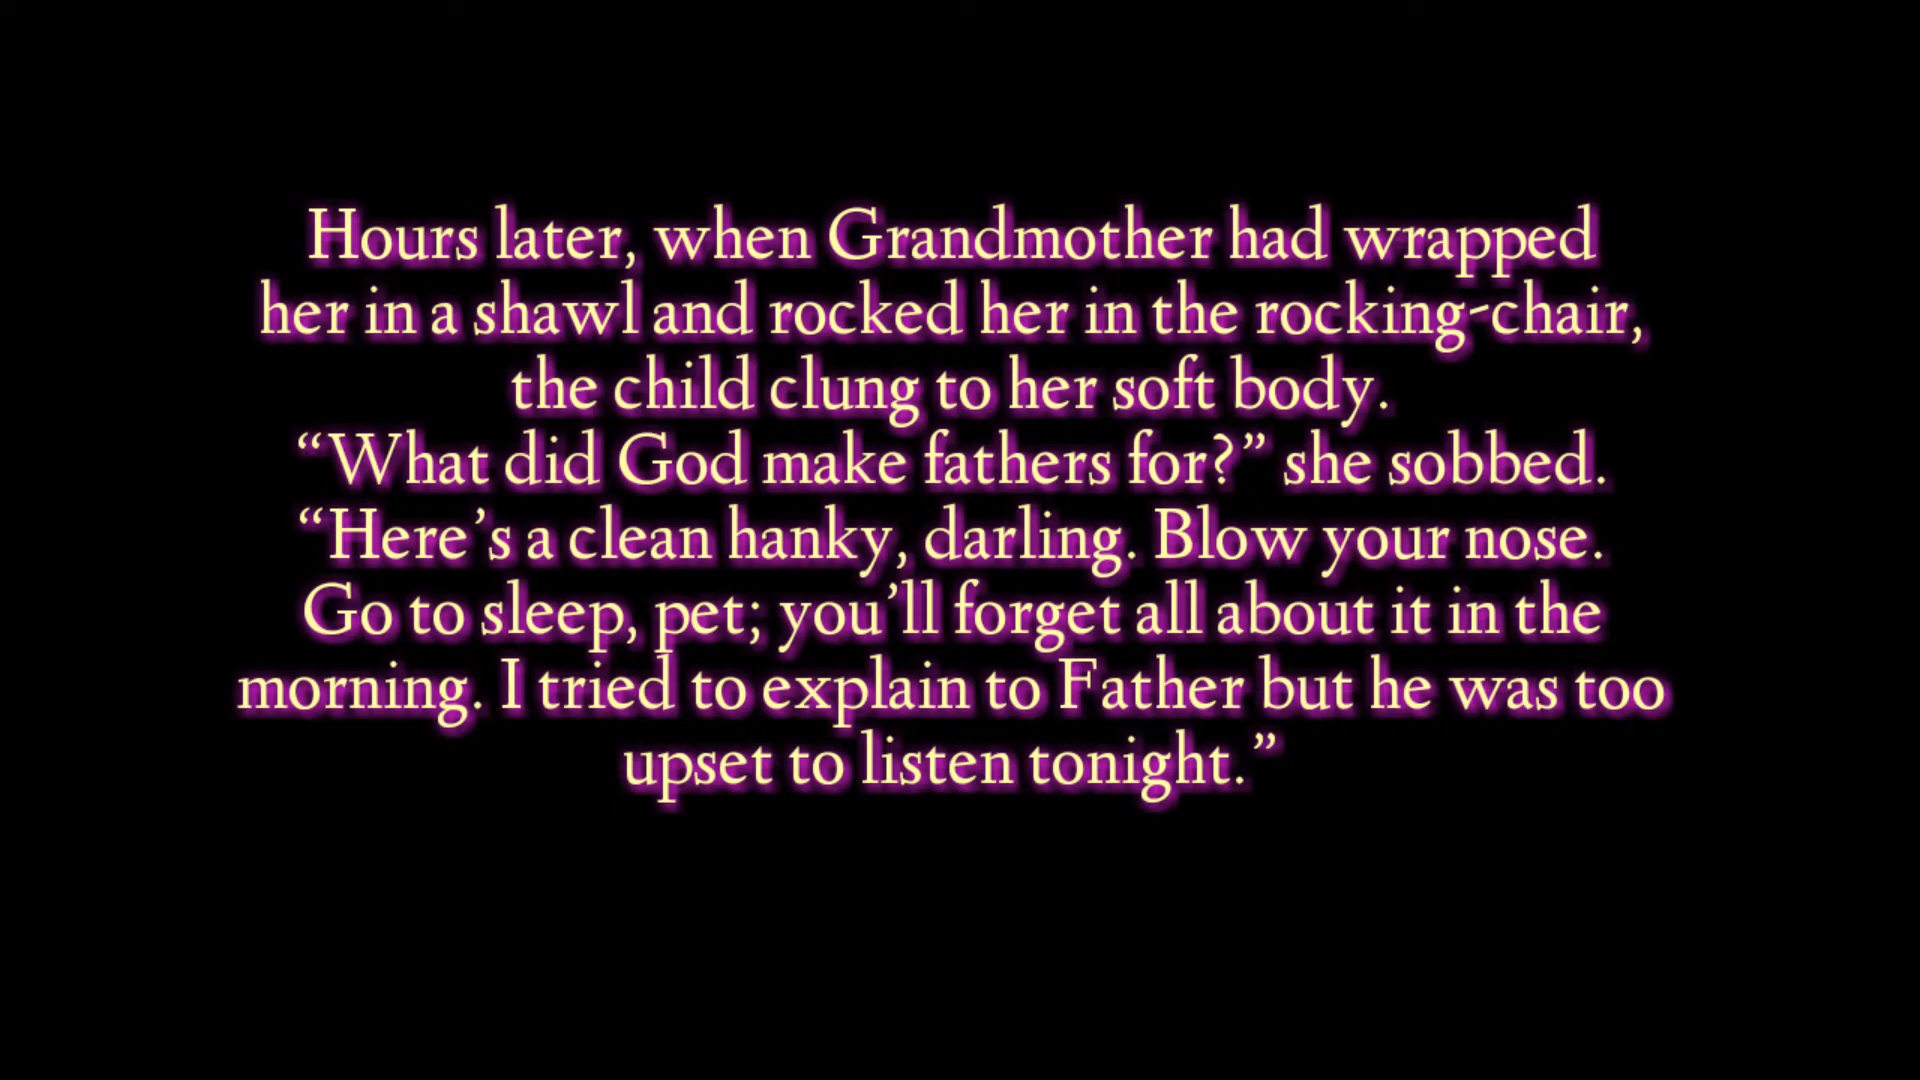 Hours later, when Grandmother had wrapped
her in a shawl and rocked her in the rocking-chair,
the child clung to her soft body.
“What did God make fathers for?” she sobbed.
“Here’s a clean hanky, darling. Blow your nose.
Go to sleep, pet; you’ll forget all about it in the
morning. I tried to explain to Father but he was too
upset to listen tonight.”